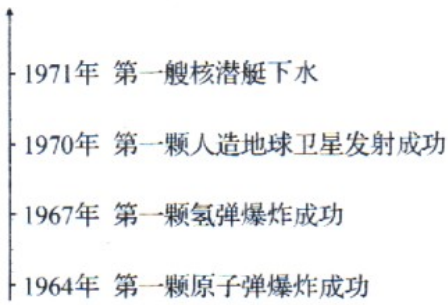 1971年 第一艘核潜艇下水
1970年 第一颗人造地球卫星发射成功
1967年 第一颗氢弹爆炸成功
1964年 第一颗原子弹爆炸成功